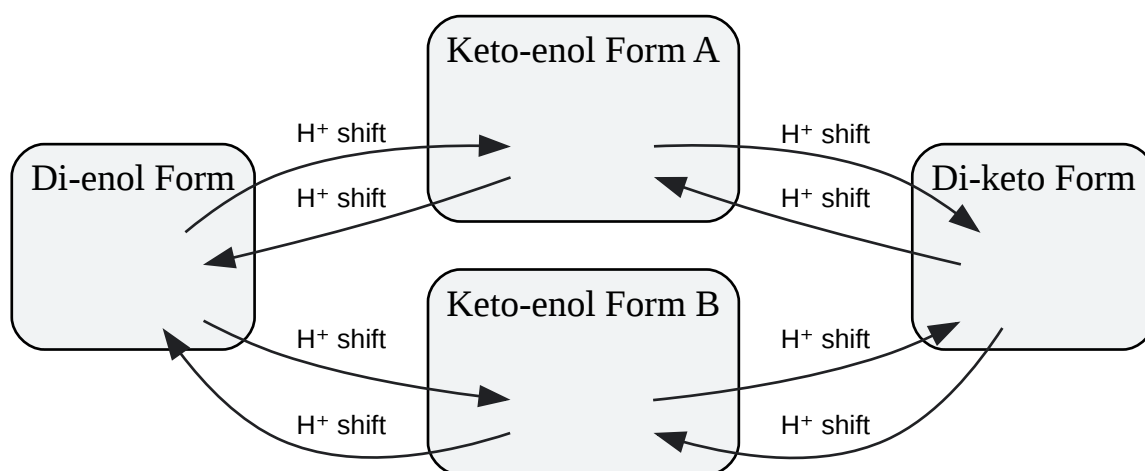 Keto-enol Form A
H⁺ shift
H⁺ shift
Di-enol Form
Di-keto Form
H⁺ shift
H⁺ shift
Keto-enol Form B
H⁺ shift
H⁺ shift
H⁺ shift
H⁺ shift